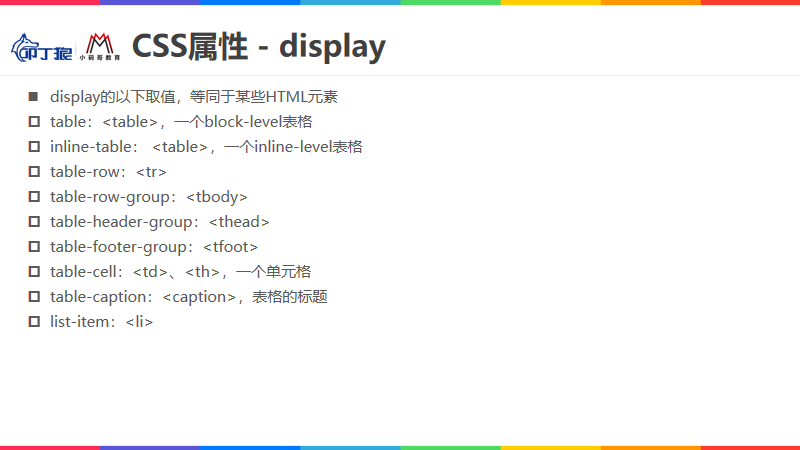 叩丁狼 小码哥教育 CSS属性 - display
display的以下取值，等同于某些HTML元素
table：<table>，一个block-level表格
inline-table： <table>，一个inline-level表格
table-row：<tr>
table-row-group：<tbody>
table-header-group：<thead>
table-footer-group：<tfoot>
table-cell：<td>、<th>，一个单元格
table-caption：<caption>，表格的标题
list-item：<li>